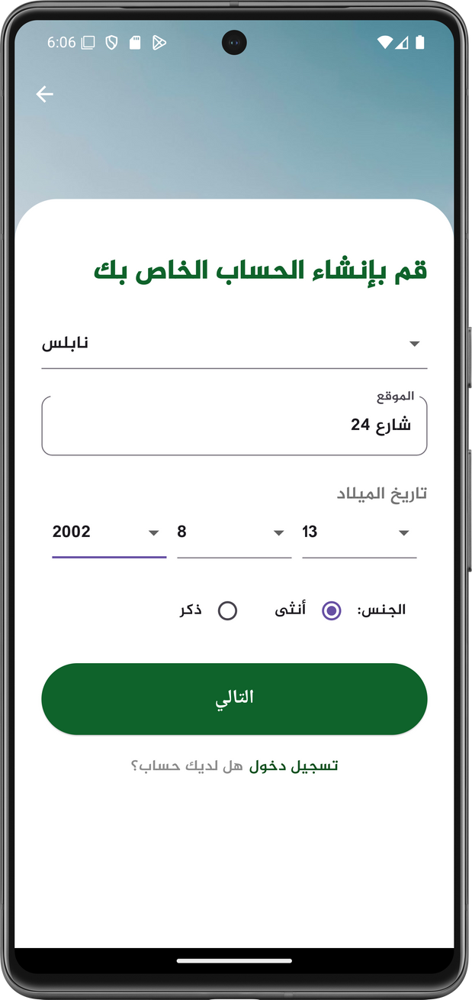 6:06
قم بإنشاء الحساب الخاص بك
نابلس
الموقع
شارع 24
تاريخ الميلاد
13 8 2002
الجنس: أنثى ذكر
التالي
تسجيل دخول هل لديك حساب؟